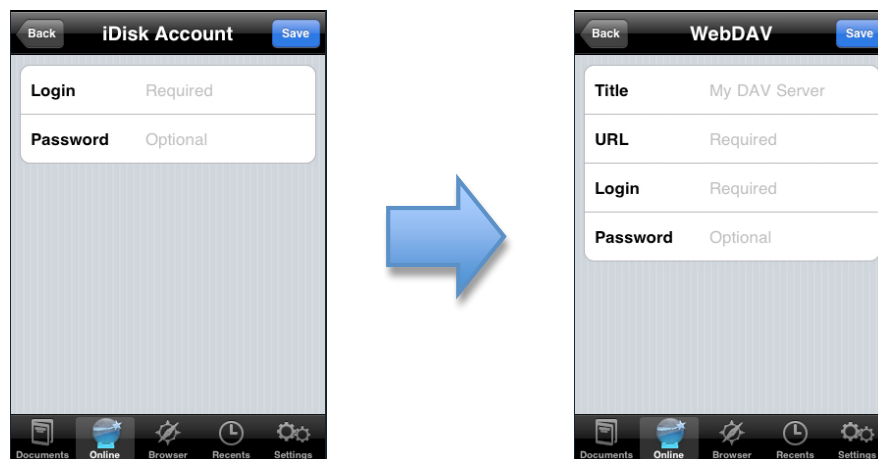 Back iDisk Account Save
Login Required
Password Optional
Documents Online Browser Recents Settings
Back WebDAV Save
Title My DAV Server
URL Required
Login Required
Password Optional
Documents Online Browser Recents Settings